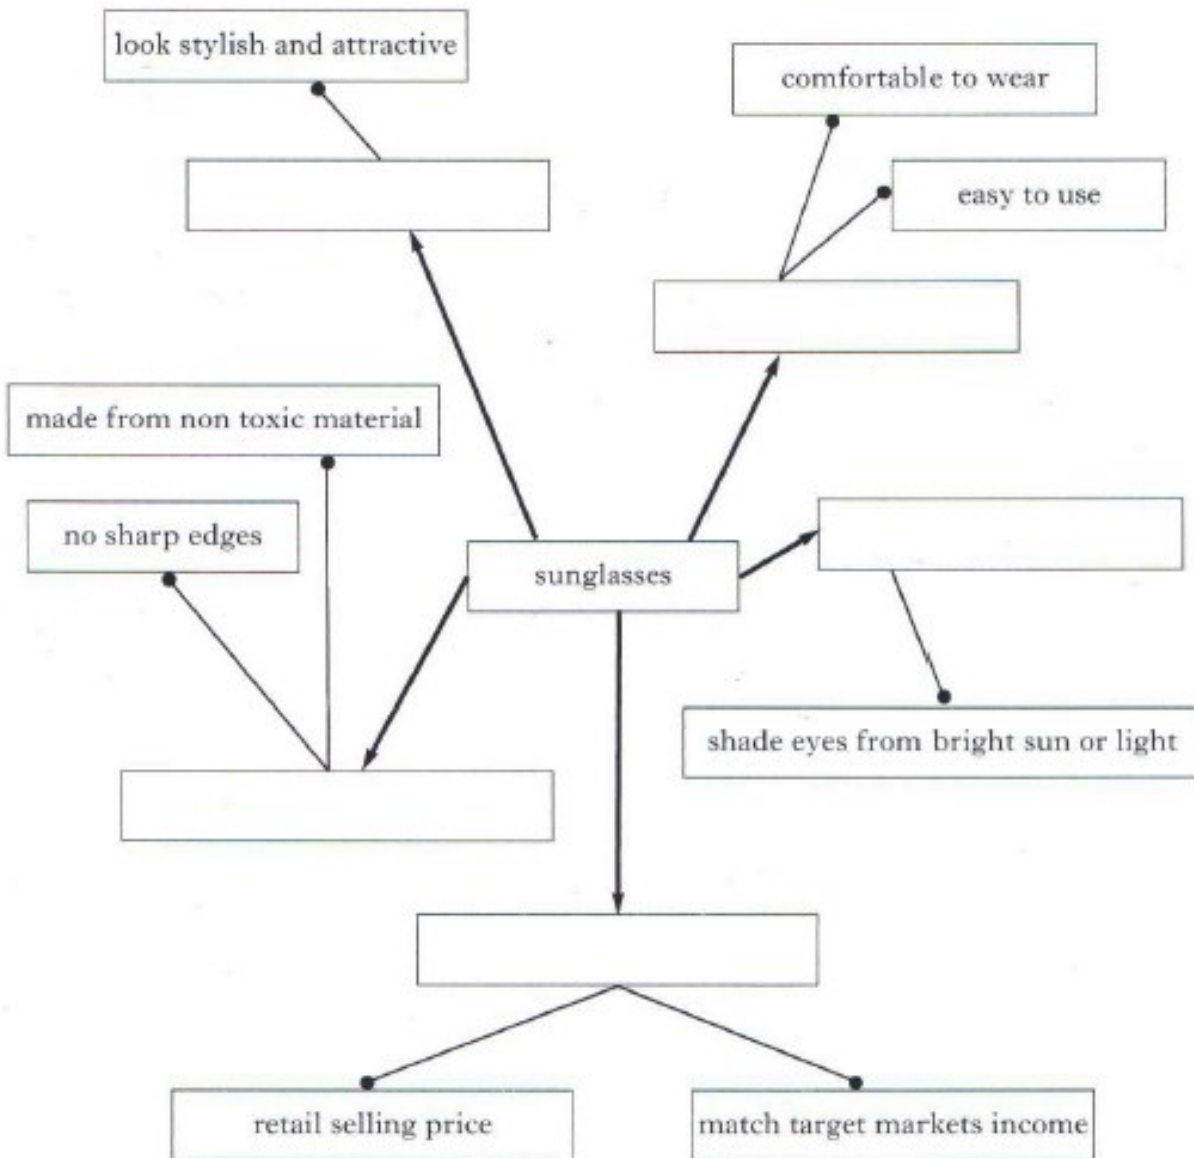 look stylish and attractive
comfortable to wear
easy to use
made from non toxic material
no sharp edges
sunglasses
shade eyes from bright sun or light
retail selling price
match target markets income